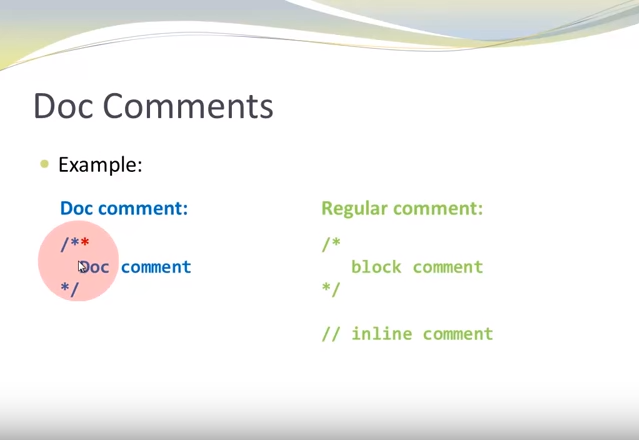 Doc Comments
Example:
Doc comment:
/**
Doc comment
*/
Regular comment:
/*
block comment
*/
// inline comment